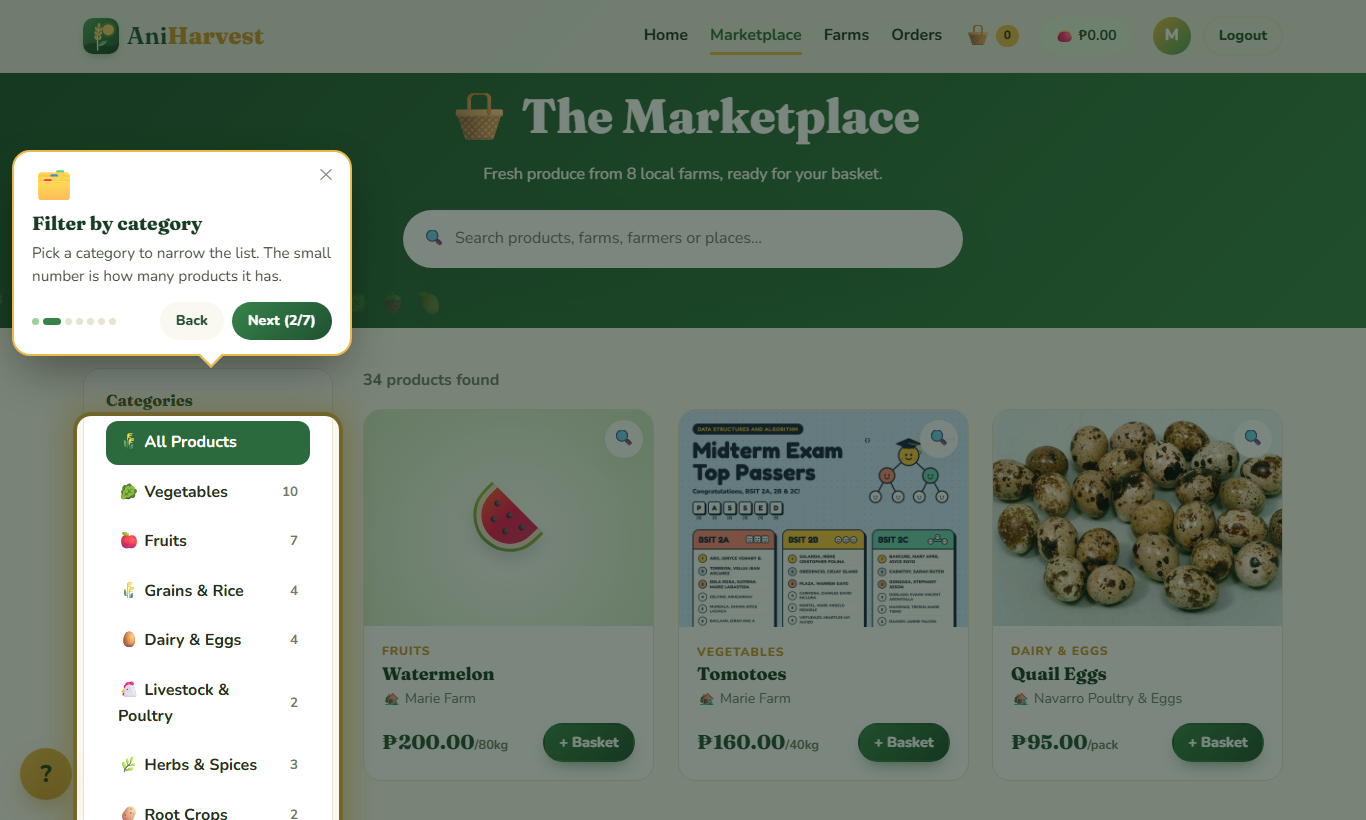 AniHarvest
Home
Marketplace
Farms
Orders
0
₱0.00
M
Logout
The Marketplace
Fresh produce from 8 local farms, ready for your basket.
Search products, farms, farmers or places...
Filter by category
Pick a category to narrow the list. The small
number is how many products it has.
Back
Next (2/7)
Categories
All Products
Vegetables 10
Fruits 7
Grains & Rice 4
Dairy & Eggs 4
Livestock &
Poultry 2
Herbs & Spices 3
Root Crops 2
?
34 products found
FRUITS
Watermelon
Marie Farm
₱200.00/80kg
+ Basket
DATA STRUCTURES AND ALGORITHM
Midterm Exam
Top Passers
Congratulations, BSIT 2A, 2B & 2C!
PASSED
BSIT 2A
BSIT 2B
BSIT 2C
VEGETABLES
Tomotoes
Marie Farm
₱160.00/40kg
+ Basket
DAIRY & EGGS
Quail Eggs
Navarro Poultry & Eggs
₱95.00/pack
+ Basket